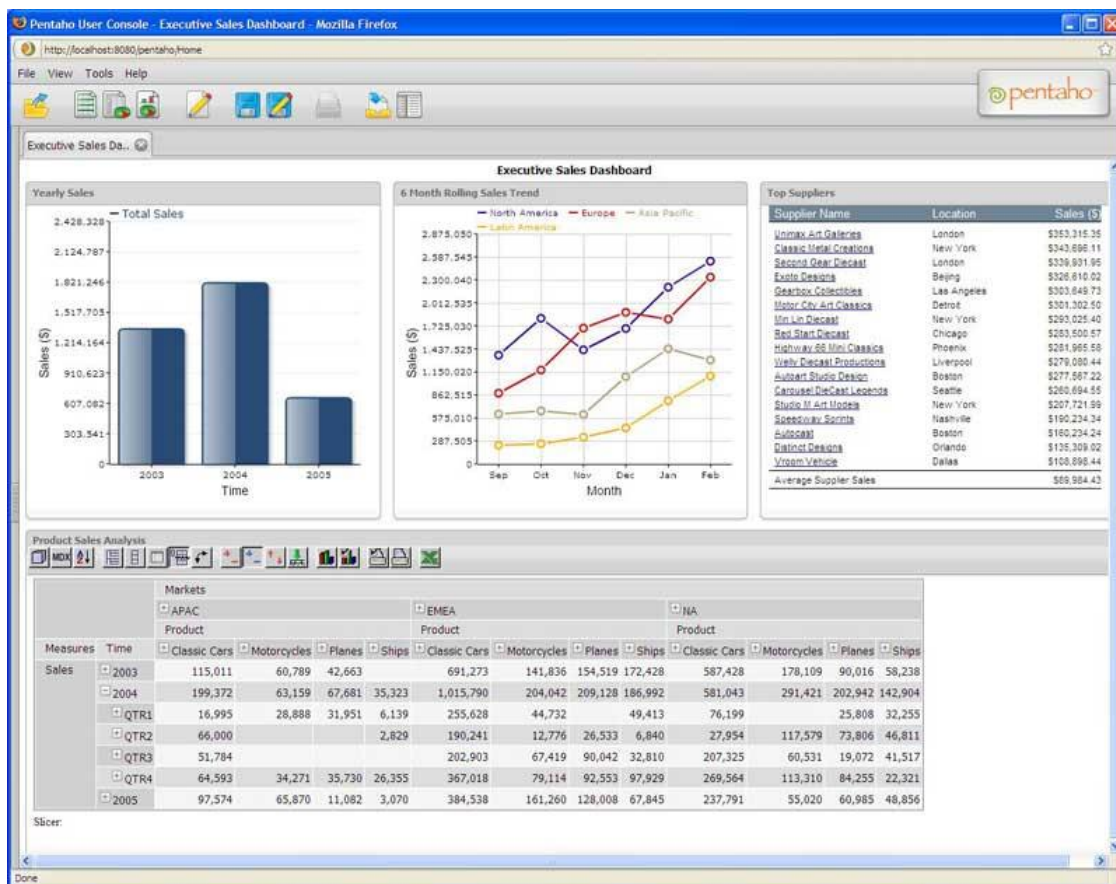 Pentaho User Console - Executive Sales Dashboard - Mozilla Firefox
http://localhost:8080/pentaho/Home
File View Tools Help
pentaho
Executive Sales Da..
Executive Sales Dashboard
Yearly Sales
Total Sales
2.428.328
2.124.787
1.821.246
1.517.705
1.214.164
910.623
607.082
303.541
0
Sales ($)
2003 2004 2005
Time
6 Month Rolling Sales Trend
North America Europe Asia Pacific
Latin America
2.875.050
2.587.545
2.300.040
2.012.535
1.725.030
1.437.525
1.150.020
862.515
575.010
287.505
0
Sales ($)
Sep Oct Nov Dec Jan Feb
Month
Top Suppliers
Supplier Name Location Sales ($)
Unimax Art Galleries London $353,315.35
Classic Metal Creations New York $343,696.11
Second Gear Diecast London $339,931.95
Exoto Designs Beijing $326,610.02
Gearbox Collectibles Las Angeles $303,649.73
Motor City Art Classics Detroit $301,302.50
Min Lin Diecast New York $293,025.40
Red Start Diecast Chicago $283,500.57
Highway 66 Mini Classics Phoenix $281,965.58
Welly Diecast Productions Liverpool $279,080.44
Autoart Studio Design Boston $277,567.22
Carousel DieCast Legends Seattle $260,694.55
Studio M Art Models New York $207,721.99
Speedway Sprints Nashville $190,234.34
Autocast Boston $160,234.24
Distinct Designs Orlando $135,309.02
Vroom Vehicle Dallas $108,898.44
Average Supplier Sales $89,984.43
Product Sales Analysis
MDX
Markets
APAC EMEA NA
Product Product Product
Measures Time Classic Cars Motorcycles Planes Ships Classic Cars Motorcycles Planes Ships Classic Cars Motorcycles Planes Ships
Sales 2003 115,011 60,789 42,663 691,273 141,836 154,519 172,428 587,428 178,109 90,016 58,238
2004 199,372 63,159 67,681 35,323 1,015,790 204,042 209,128 186,992 581,043 291,421 202,942 142,904
QTR1 16,995 28,888 31,951 6,139 255,628 44,732 49,413 76,199 25,808 32,255
QTR2 66,000 2,829 190,241 12,776 26,533 6,840 27,954 117,579 73,806 46,811
QTR3 51,784 202,903 67,419 90,042 32,810 207,325 60,531 19,072 41,517
QTR4 64,593 34,271 35,730 26,355 367,018 79,114 92,553 97,929 269,564 113,310 84,255 22,321
2005 97,574 65,870 11,082 3,070 384,538 161,260 128,008 67,845 237,791 55,020 60,985 48,856
Slicer:
Done